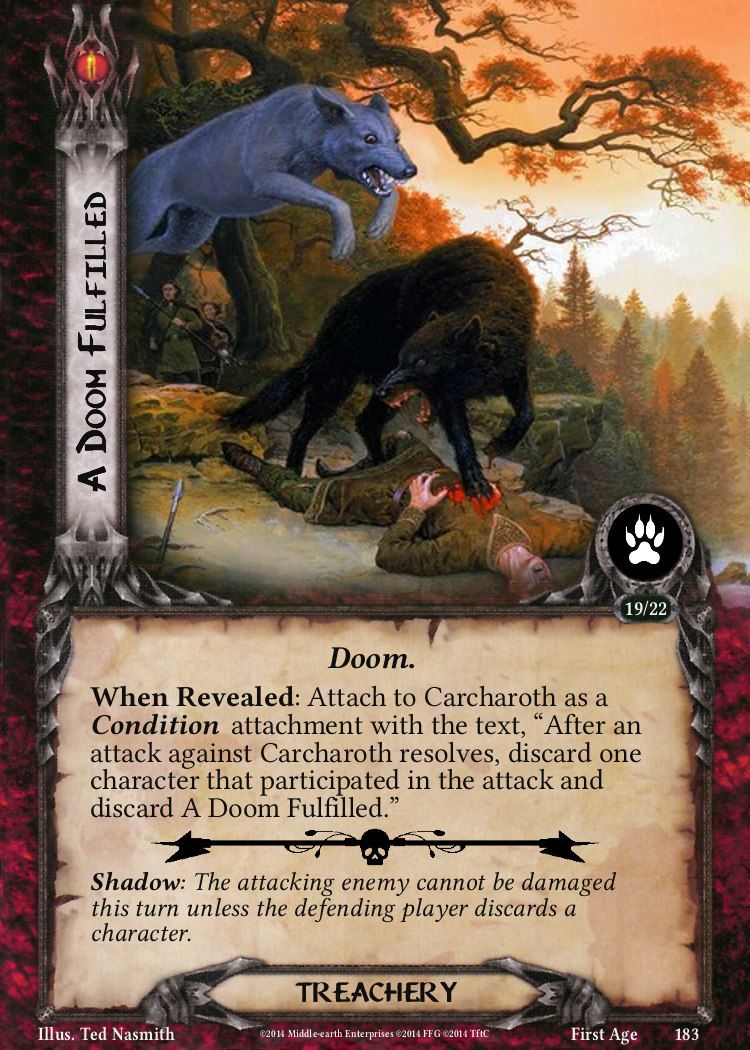 A Doom Fulfilled
19/22
Doom.
When Revealed: Attach to Carcharoth as a
Condition attachment with the text, “After an
attack against Carcharoth resolves, discard one
character that participated in the attack and
discard A Doom Fulfilled.”
Shadow: The attacking enemy cannot be damaged
this turn unless the defending player discards a
character.
TREACHERY
Illus. Ted Nasmith ©2014 Middle-earth Enterprises ©2014 FFG ©2014 TftC First Age 183